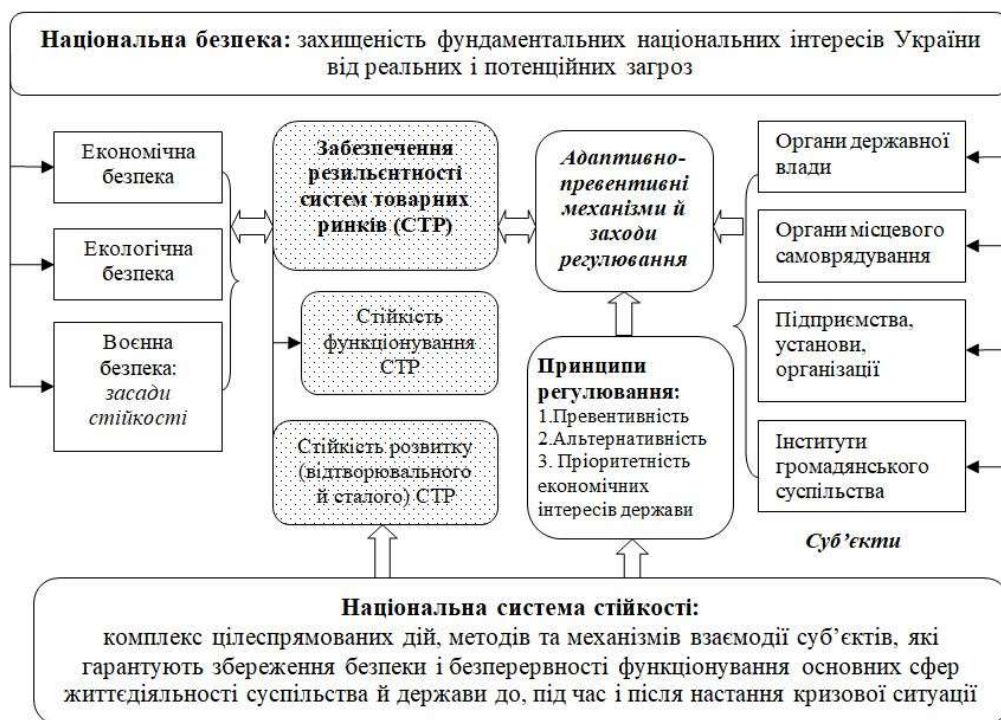 Національна безпека: захищеність фундаментальних національних інтересів України
від реальних і потенційних загроз
Економічна
безпека
Екологічна
безпека
Воєнна
безпека:
засади
стійкості
Забезпечення
резильєнтності
систем товарних
ринків (СТР)
Стійкість
функціонування
СТР
Стійкість розвитку
(відтворювального
й сталого) СТР
Адаптивно-
превентивні
механізми й
заходи
регулювання
Принципи
регулювання:
1.Превентивність
2.Альтернативність
3. Пріоритетність
економічних
інтересів держави
Органи державної
влади
Органи місцевого
самоврядування
Підприємства,
установи,
організації
Інститути
громадянського
суспільства
Суб’єкти
Національна система стійкості:
комплекс цілеспрямованих дій, методів та механізмів взаємодії суб’єктів, які
гарантують збереження безпеки і безперервності функціонування основних сфер
життєдіяльності суспільства й держави до, під час і після настання кризової ситуації